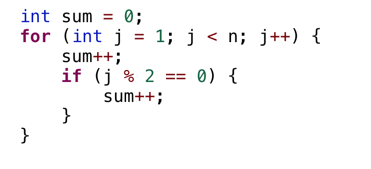 int sum = 0;
for (int j = 1; j < n; j++) {
    sum++;
    if (j % 2 == 0) {
        sum++;
    }
}